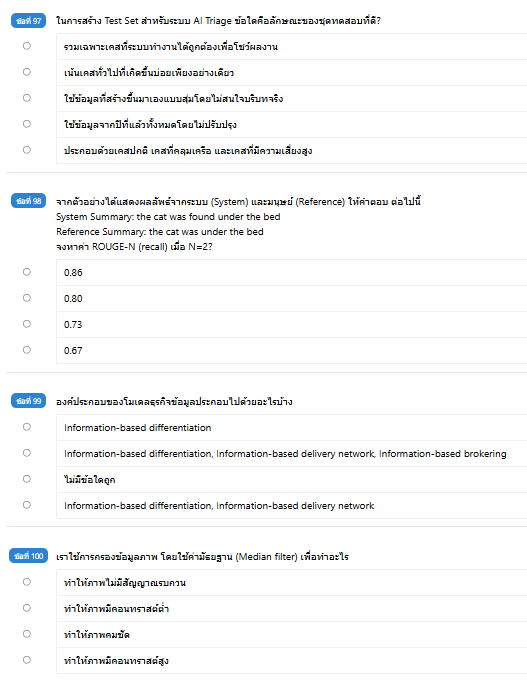 ข้อที่ 97 ในการสร้าง Test Set สำหรับระบบ AI Triage ข้อใดคือลักษณะของชุดทดสอบที่ดี?
รวมเฉพาะเคสที่ระบบทำงานได้ถูกต้องเพื่อโชว์ผลงาน
เน้นเคสทั่วไปที่เกิดขึ้นบ่อยเพียงอย่างเดียว
ใช้ข้อมูลที่สร้างขึ้นมาเองแบบสุ่มโดยไม่สนใจบริบทจริง
ใช้ข้อมูลจากปีที่แล้วทั้งหมดโดยไม่ปรับปรุง
ประกอบด้วยเคสปกติ เคสที่คลุมเครือ และเคสที่มีความเสี่ยงสูง
ข้อที่ 98 จากตัวอย่างได้แสดงผลลัพธ์จากระบบ (System) และมนุษย์ (Reference) ให้คำตอบ ต่อไปนี้
System Summary: the cat was found under the bed
Reference Summary: the cat was under the bed
จงหาค่า ROUGE-N (recall) เมื่อ N=2?
0.86
0.80
0.73
0.67
ข้อที่ 99 องค์ประกอบของโมเดลธุรกิจข้อมูลประกอบไปด้วยอะไรบ้าง
Information-based differentiation
Information-based differentiation, Information-based delivery network, Information-based brokering
ไม่มีข้อใดถูก
Information-based differentiation, Information-based delivery network
ข้อที่ 100 เราใช้การกรองข้อมูลภาพ โดยใช้ค่ามัธยฐาน (Median filter) เพื่อทำอะไร
ทำให้ภาพไม่มีสัญญาณรบกวน
ทำให้ภาพมีคอนทราสต์ต่ำ
ทำให้ภาพคมชัด
ทำให้ภาพมีคอนทราสต์สูง